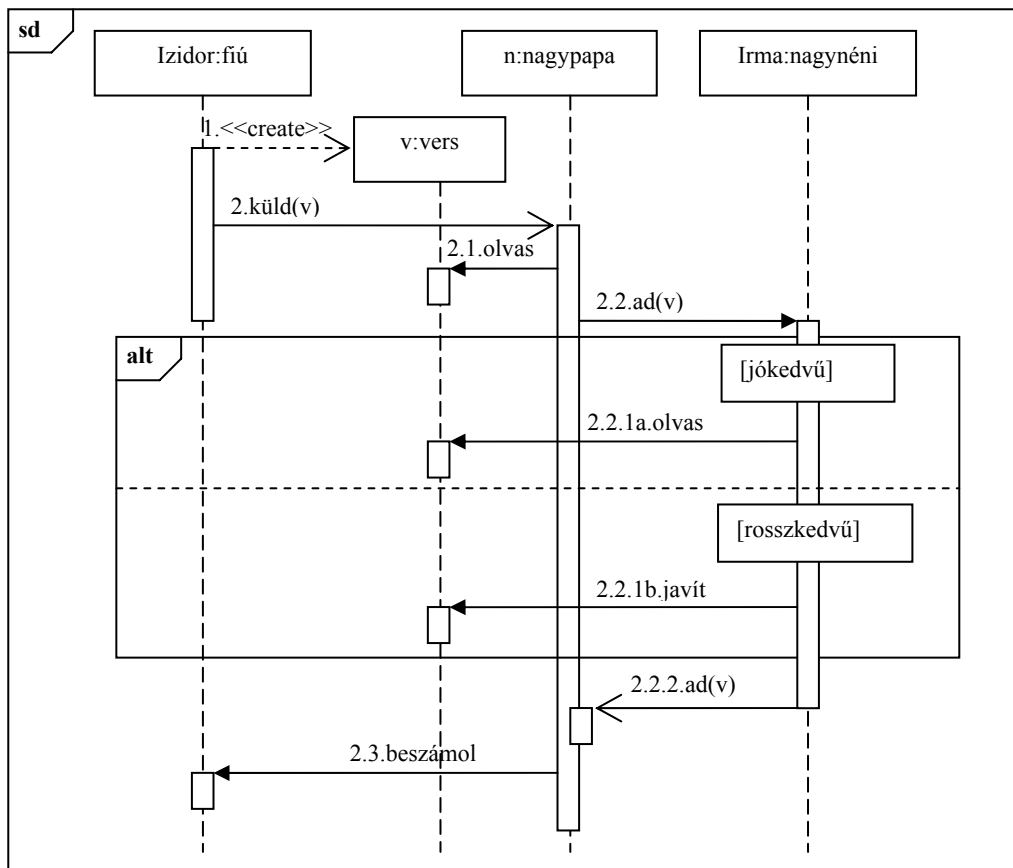 sd
Izidor:fiú
n:nagypapa
Irma:nagynéni
1.<<create>>
v:vers
2.küld(v)
2.1.olvas
2.2.ad(v)
alt
[jókedvű]
2.2.1a.olvas
[rosszkedvű]
2.2.1b.javít
2.2.2.ad(v)
2.3.beszámol